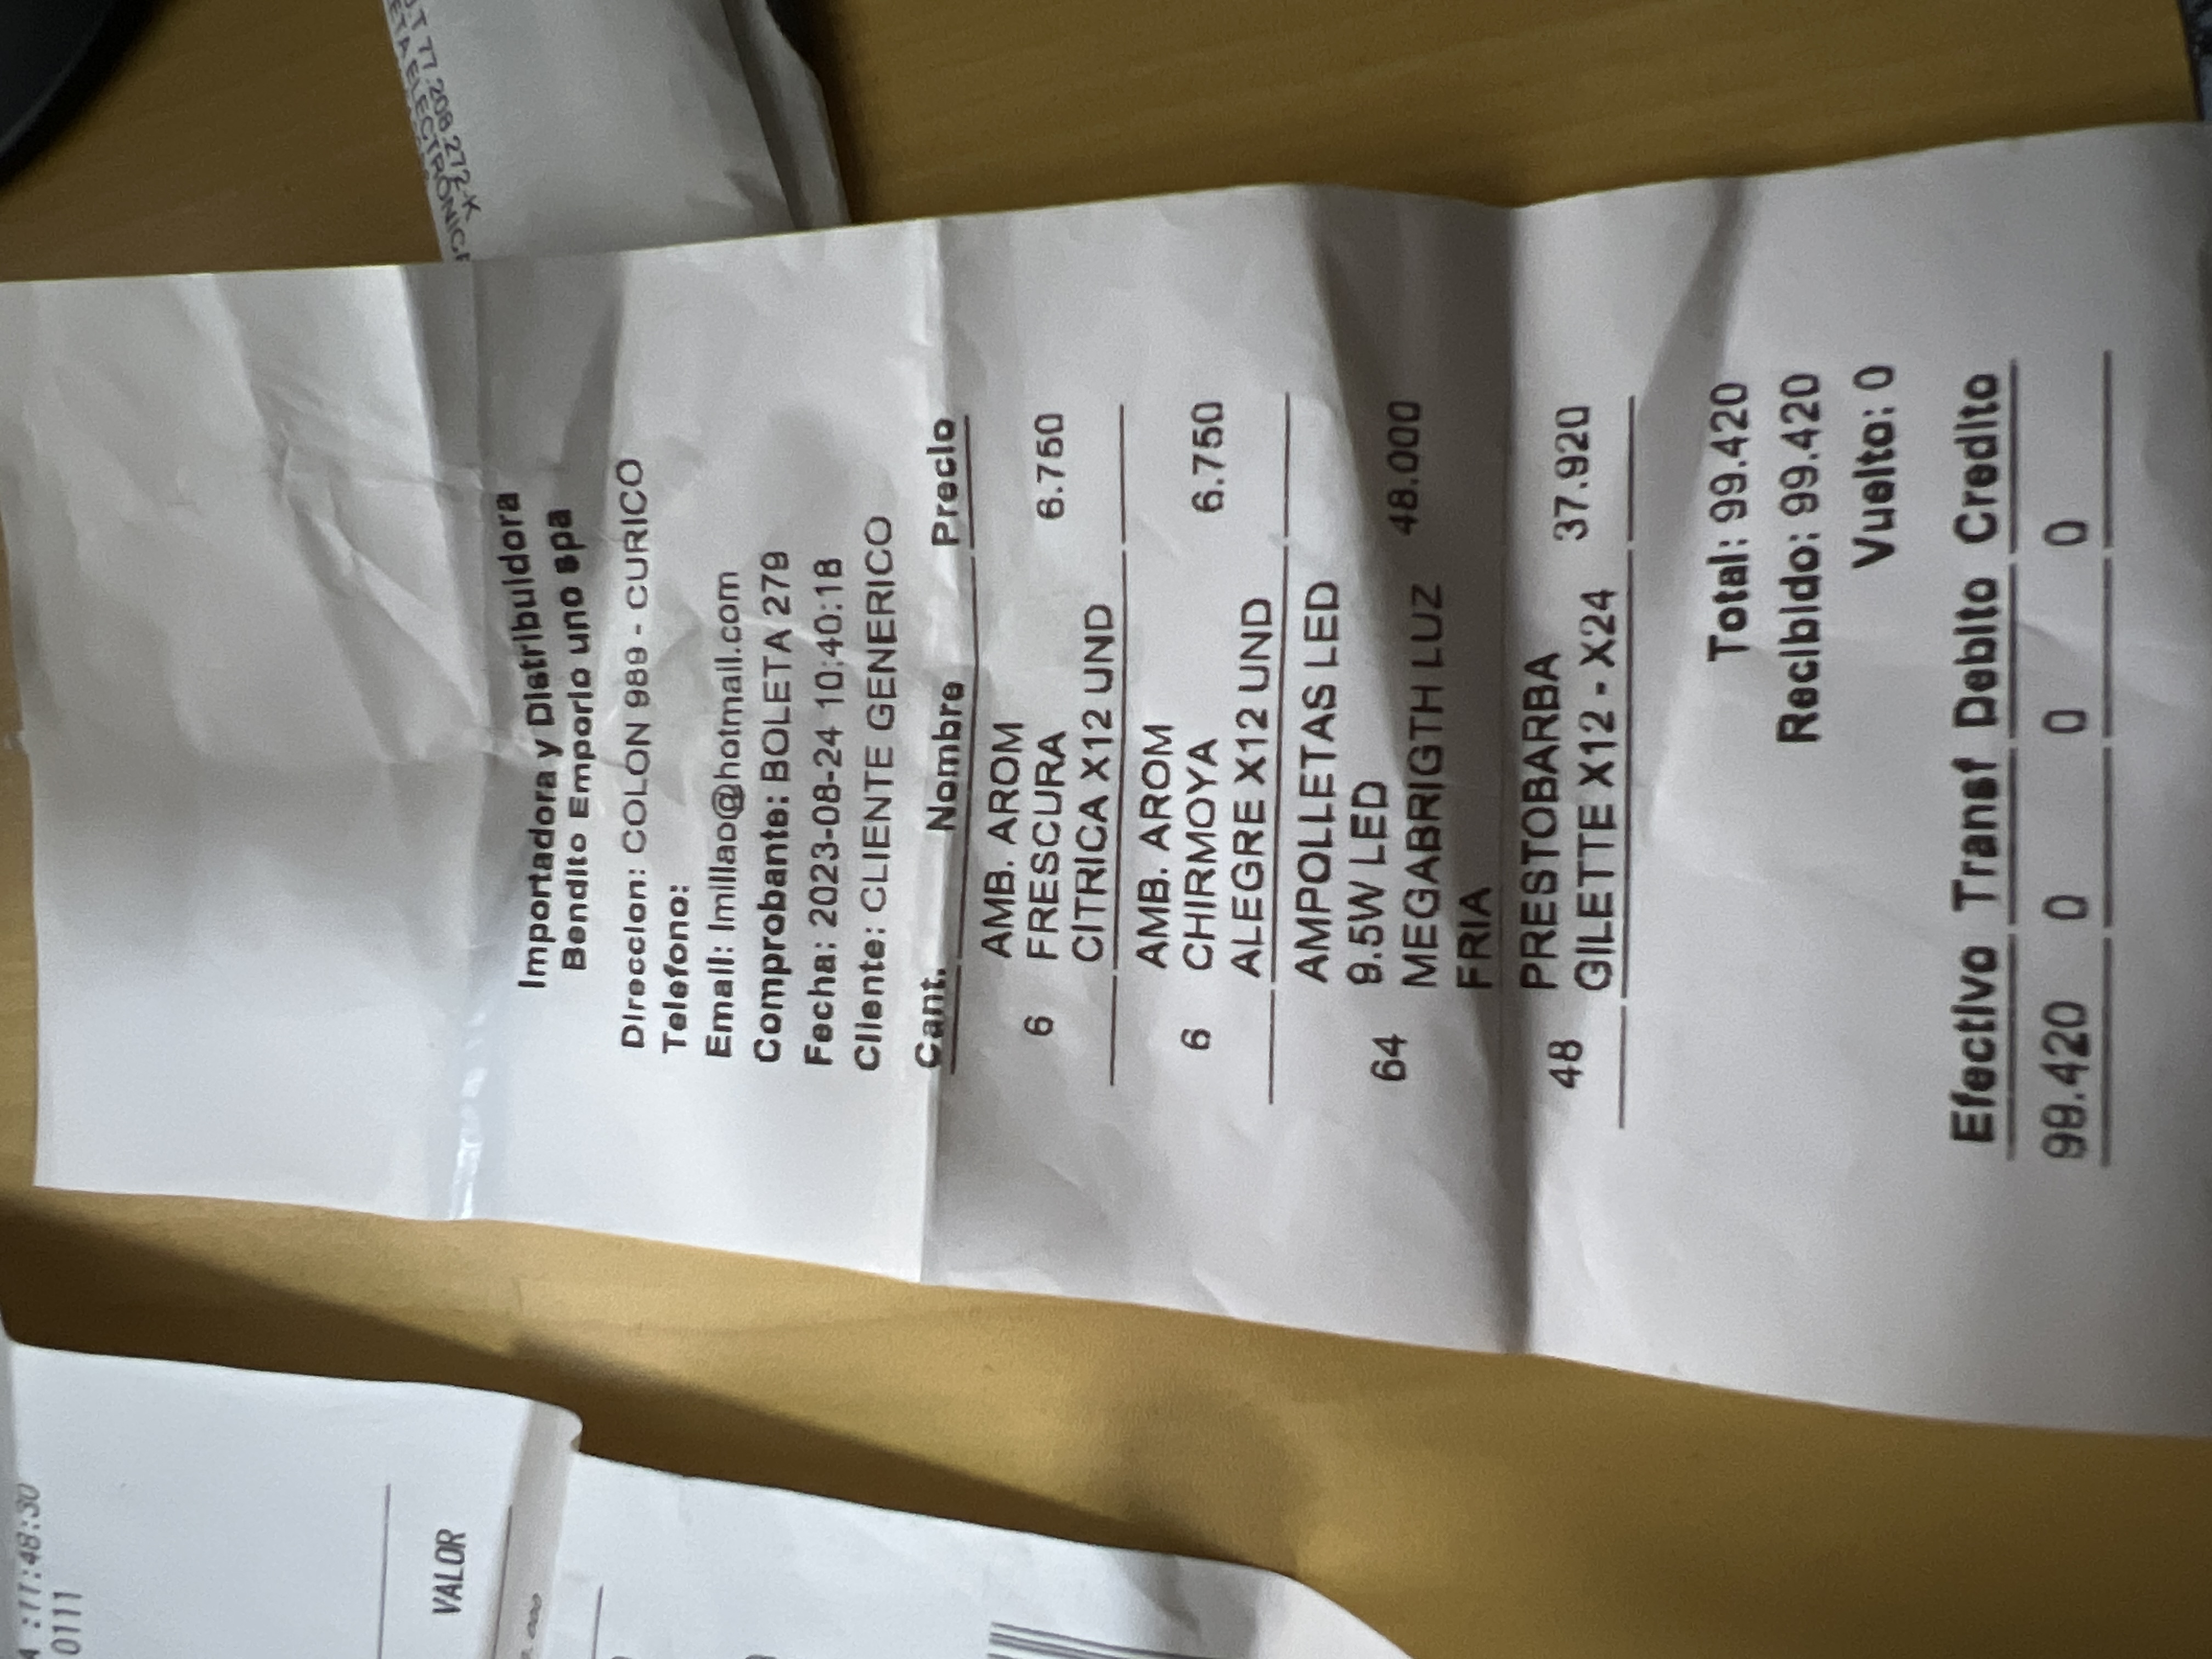 :11:48:30
0111
VALOR
Importadora y Distribuidora
Bendito Emporio uno spa
Direccion: COLON 989 - CURICO
Telefono:
Email: lmillao@hotmail.com
Comprobante: BOLETA 279
Fecha: 2023-08-24 10:40:18
Cliente: CLIENTE GENERICO
Cant. Nombre Precio
AMB. AROM
6 FRESCURA 6.750
CITRICA X12 UND
AMB. AROM
6 CHIRMOYA 6.750
ALEGRE X12 UND
AMPOLLETAS LED
9.5W LED
64 MEGABRIGTH LUZ 48.000
FRIA
PRESTOBARBA
48 GILETTE X12 - X24 37.920
Total: 99.420
Recibido: 99.420
Vuelto: 0
Efectivo Transf Debito Credito
99.420 0 0 0
77.208.272-K